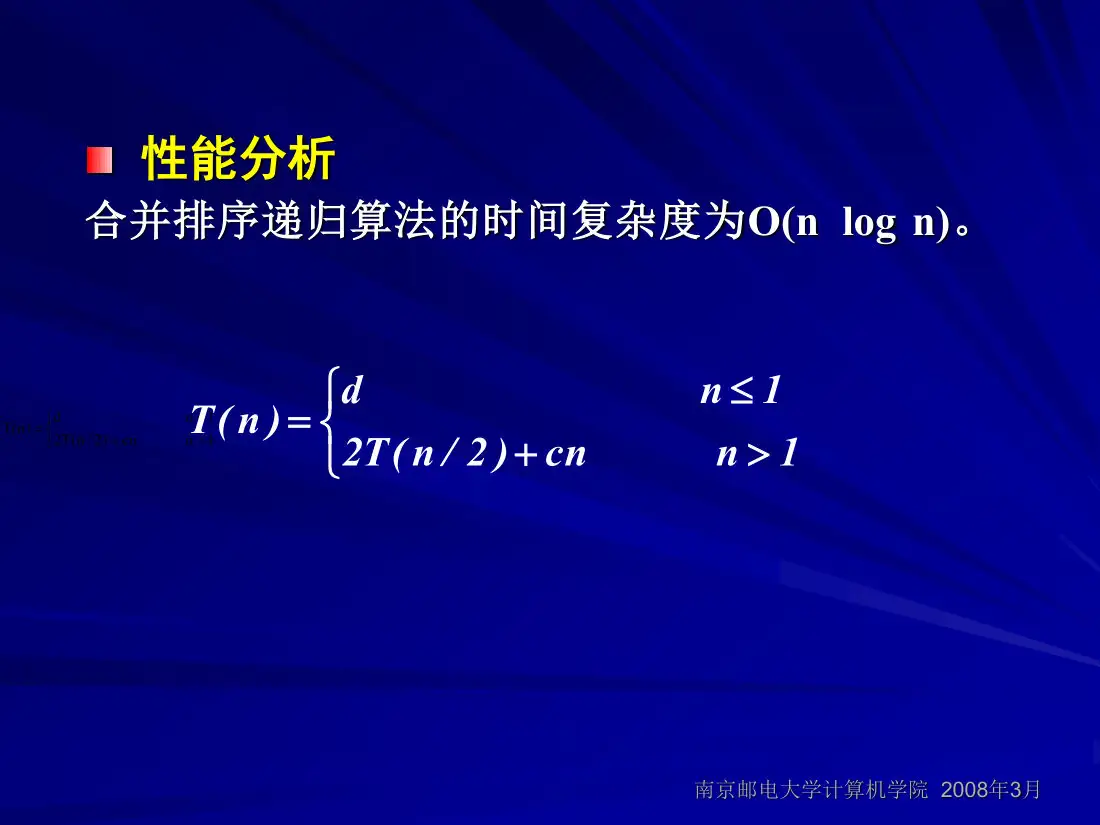 性能分析
合并排序递归算法的时间复杂度为O(n log n)。
T(n)={d n≤1
2T(n/2)+cn n>1
南京邮电大学计算机学院 2008年3月